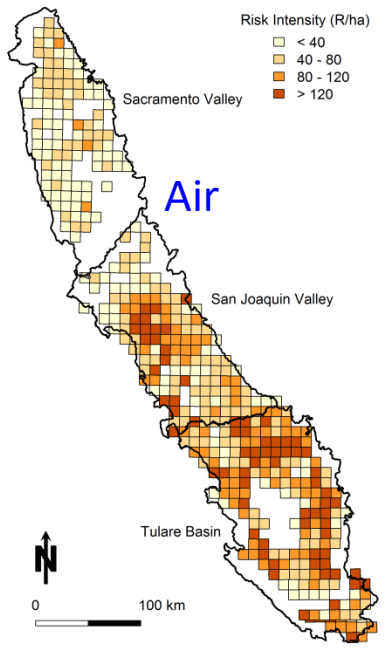 Risk Intensity (R/ha)
< 40
40 - 80
80 - 120
> 120
Sacramento Valley
Air
San Joaquin Valley
Tulare Basin
N
0 100 km